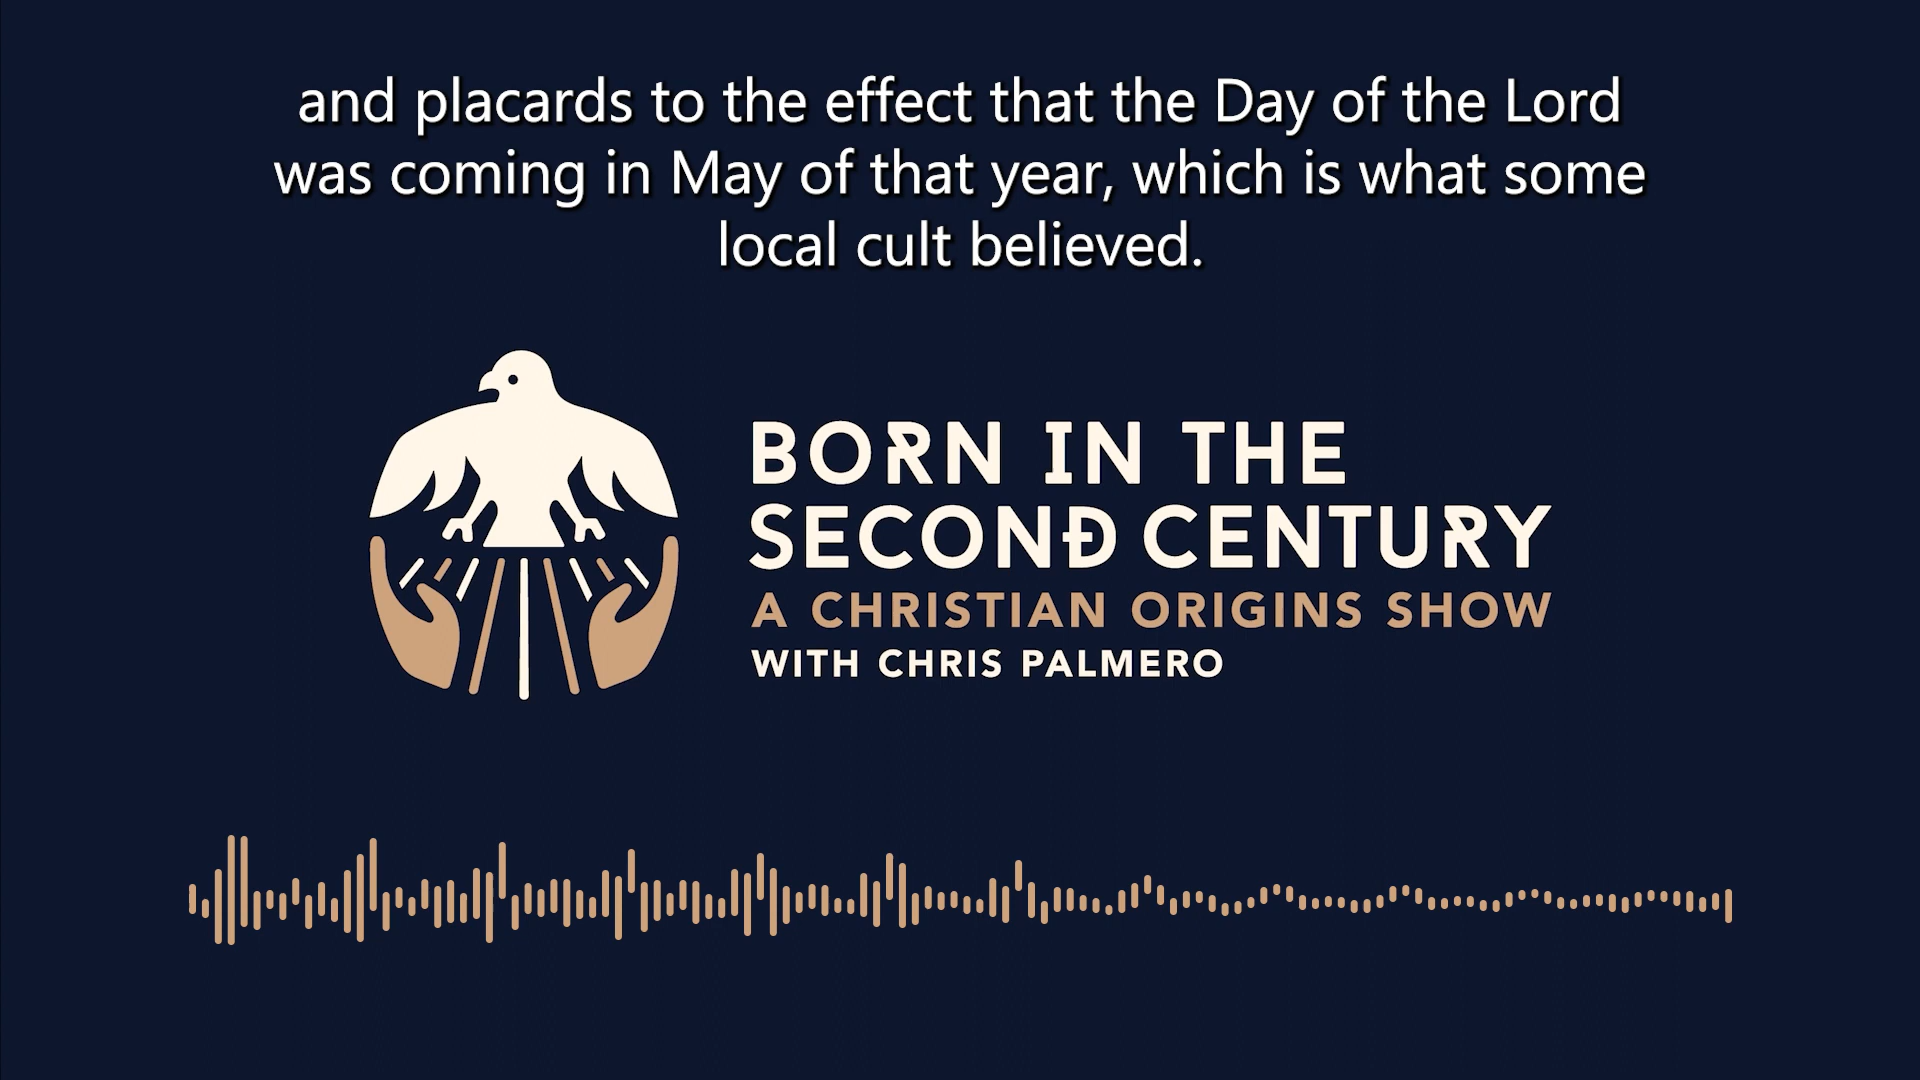 and placards to the effect that the Day of the Lord
was coming in May of that year, which is what some
local cult believed.
BORN IN THE
SECOND CENTURY
A CHRISTIAN ORIGINS SHOW
WITH CHRIS PALMERO